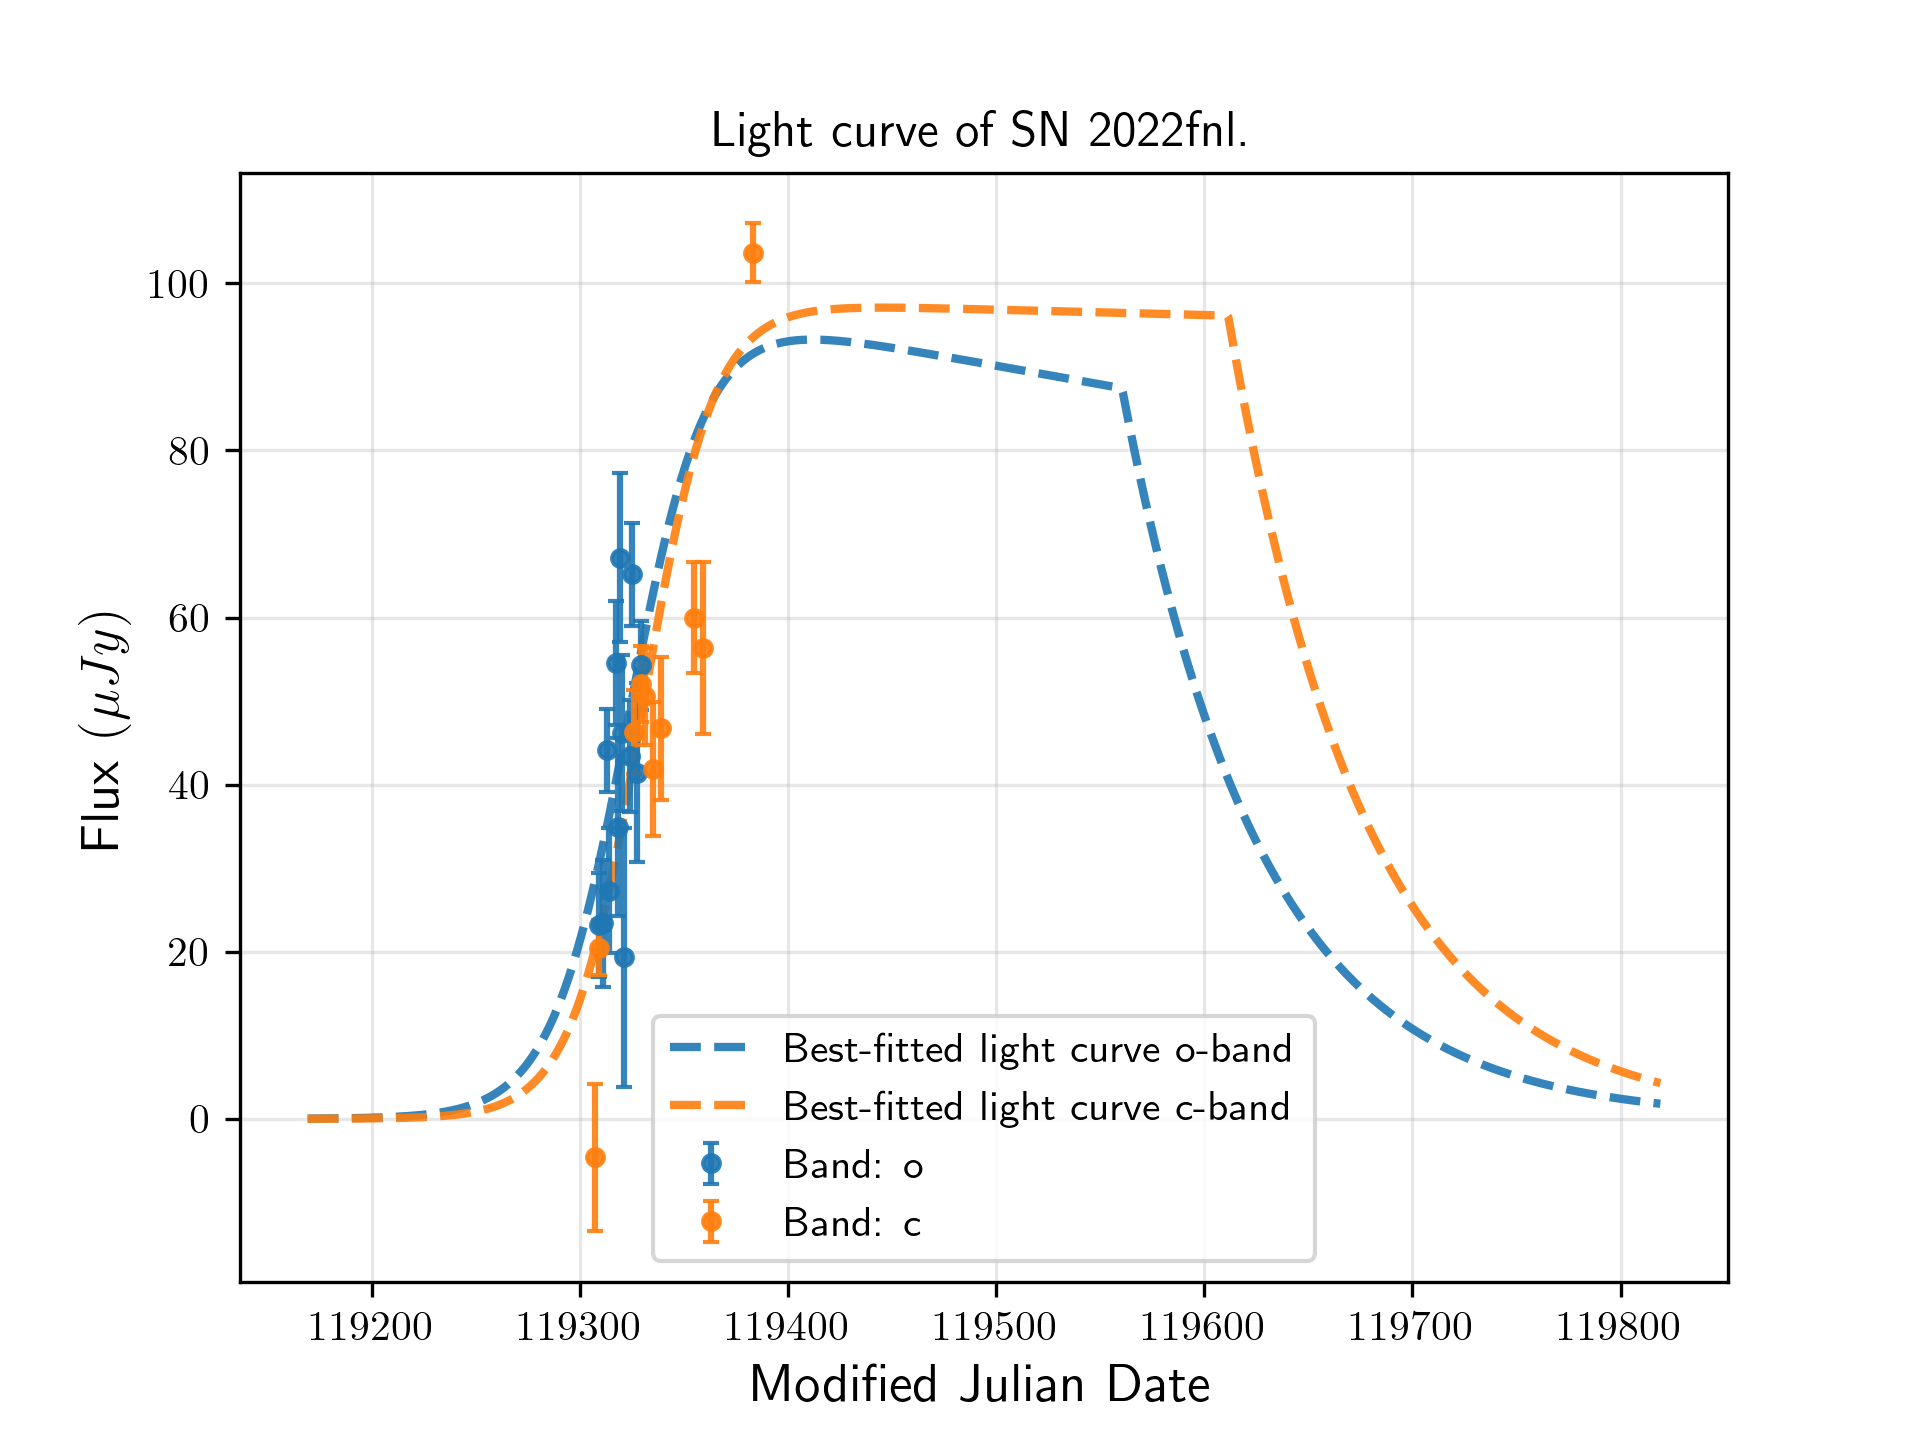 Light curve of SN 2022fnl.
Flux (μJy)
100
80
60
40
20
0
Best-fitted light curve o-band
Best-fitted light curve c-band
Band: o
Band: c
119200 119300 119400 119500 119600 119700 119800
Modified Julian Date